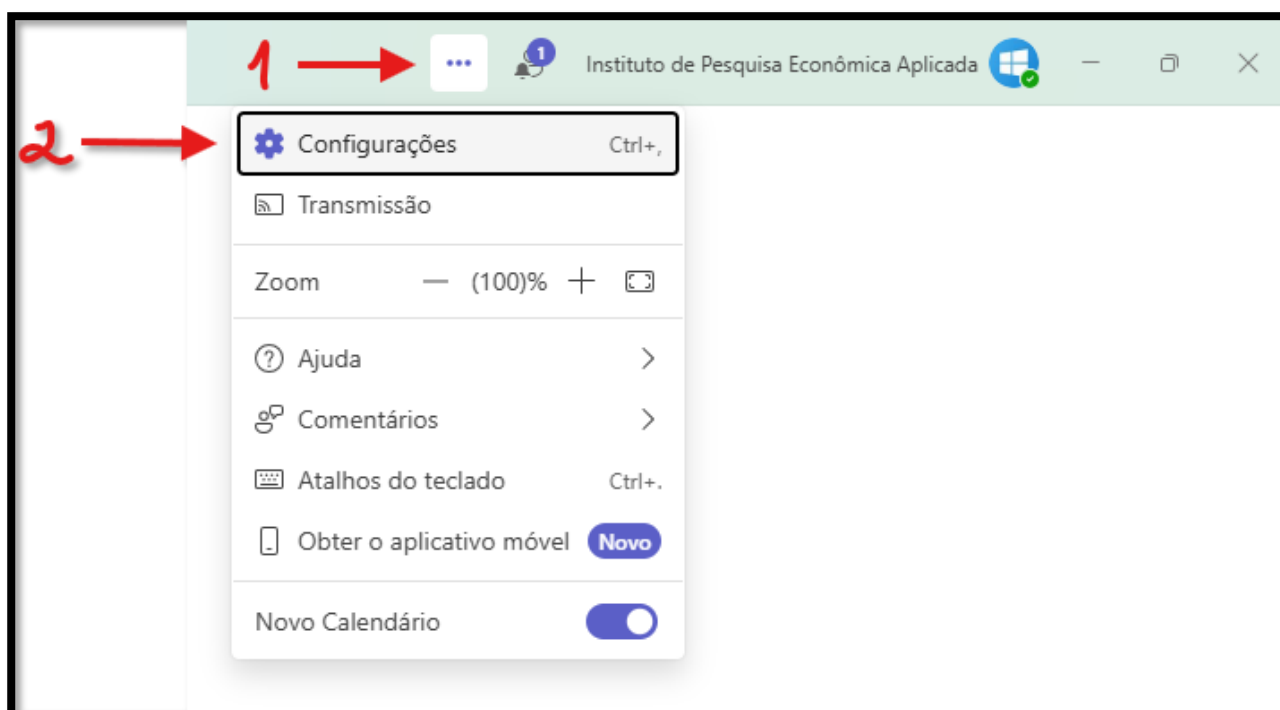 1 ... 1 Instituto de Pesquisa Econômica Aplicada
2 Configurações Ctrl+,
Transmissão
Zoom — (100)% +
Ajuda
Comentários
Atalhos do teclado Ctrl+.
Obter o aplicativo móvel Novo
Novo Calendário